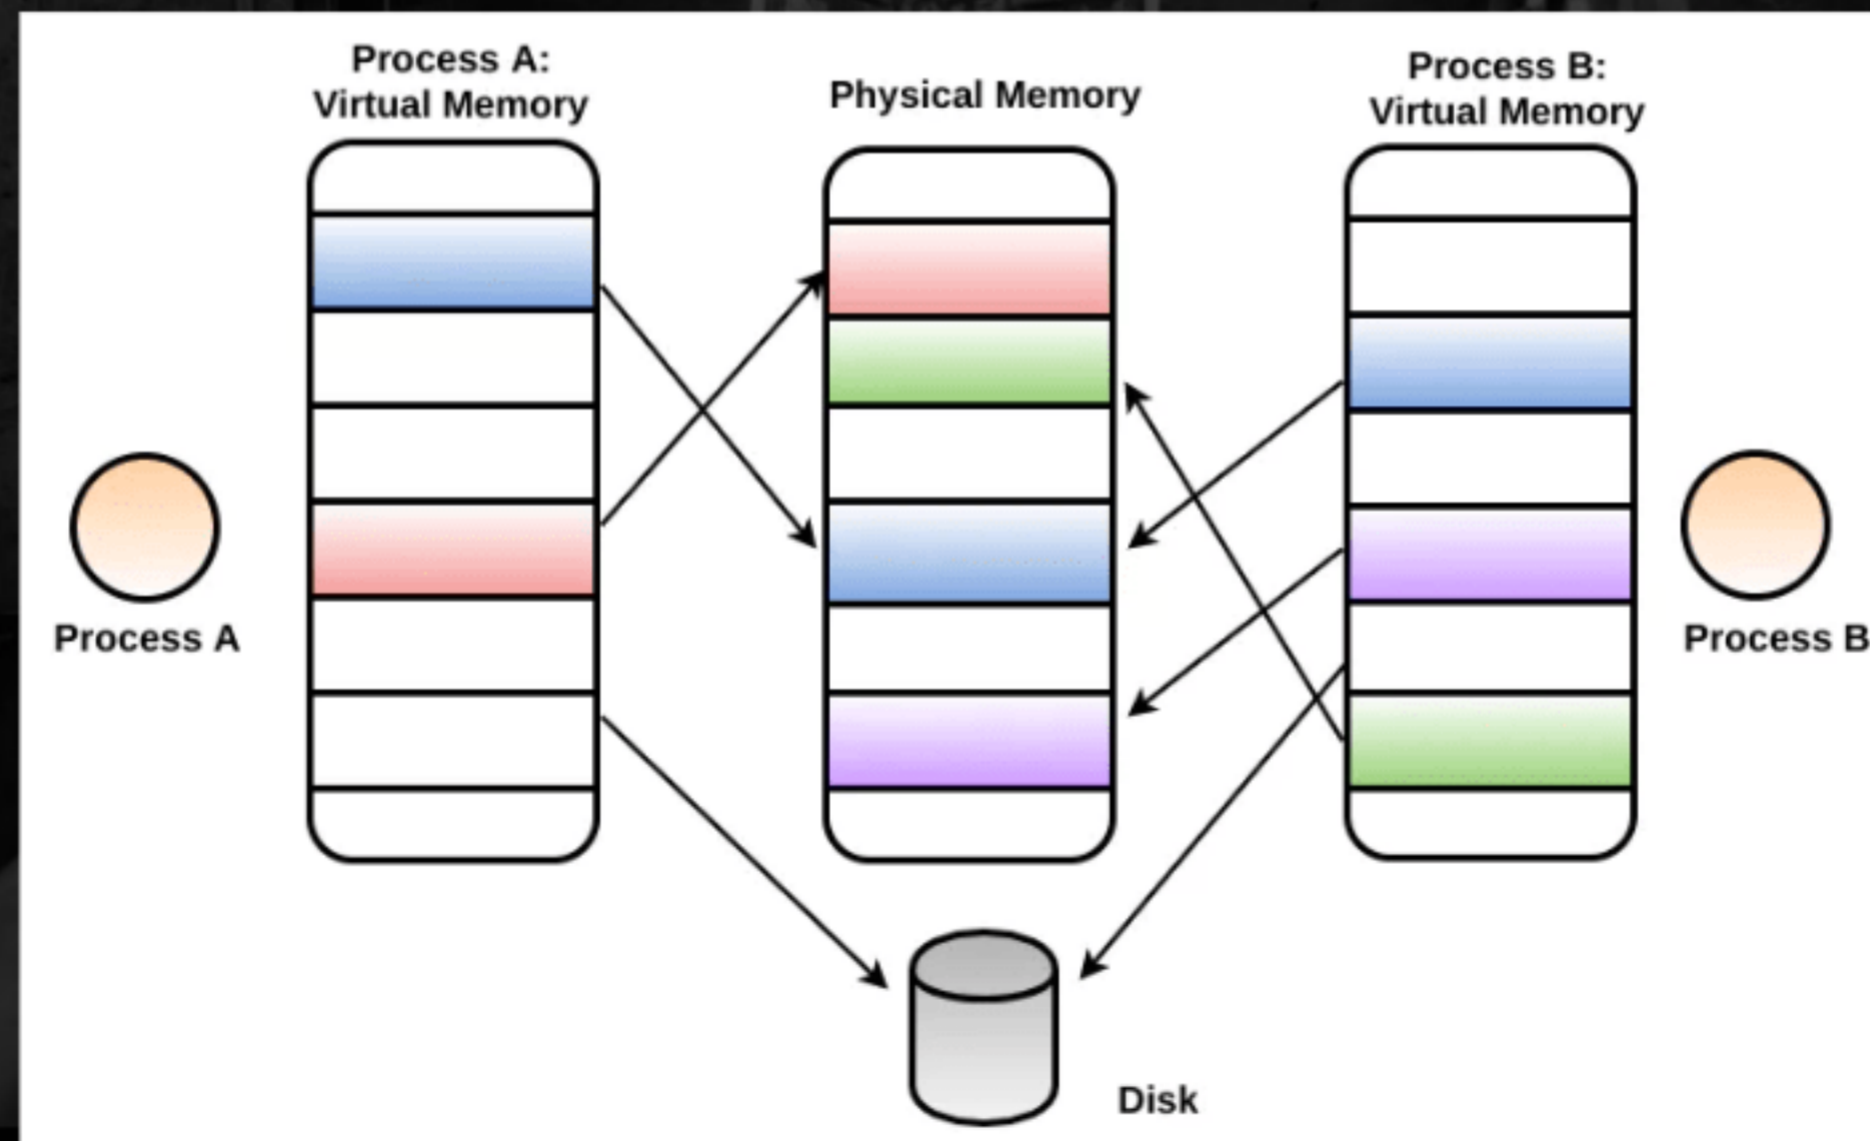 Process A:
Virtual Memory
Physical Memory
Process B:
Virtual Memory
Process A
Process B
Disk